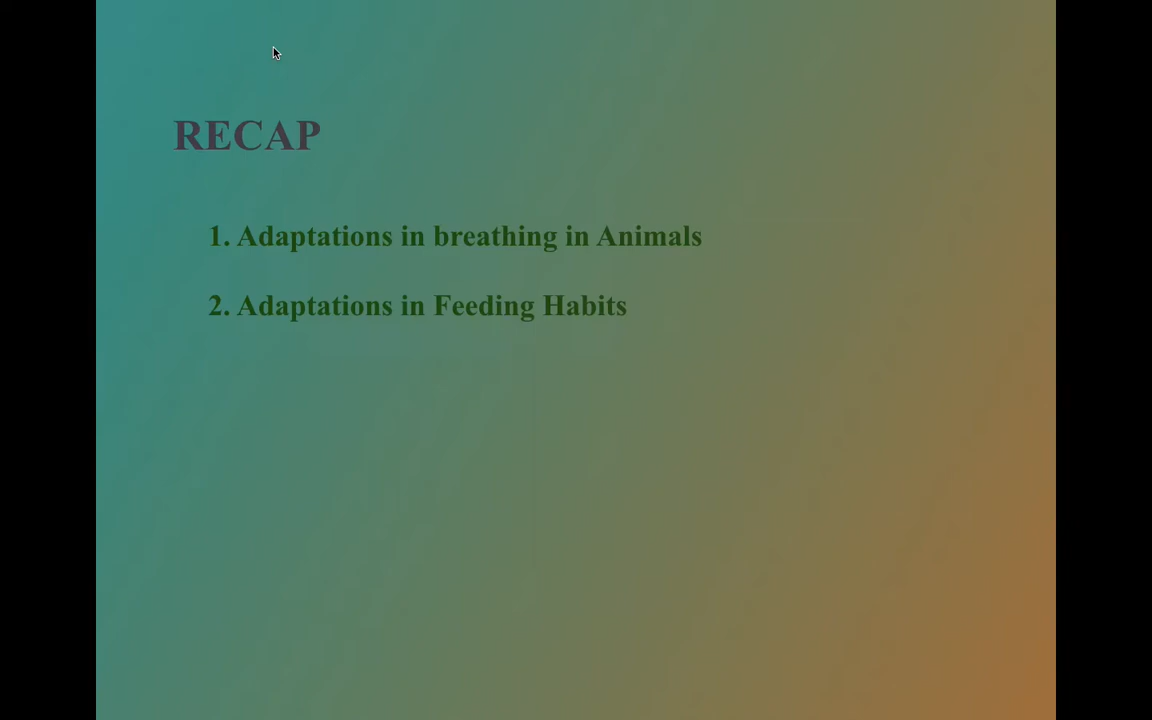 RECAP
1. Adaptations in breathing in Animals
2. Adaptations in Feeding Habits